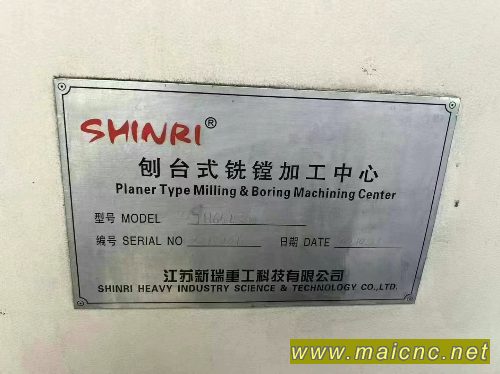 SHINRI®
刨台式铣镗加工中心
Planer Type Milling & Boring Machining Center
型号 MODEL
编号 SERIAL NO 日期 DATE
江苏新瑞重工科技有限公司
SHINRI HEAVY INDUSTRY SCIENCE & TECHNOLOGY CO.,LTD.
www.maicnc.net